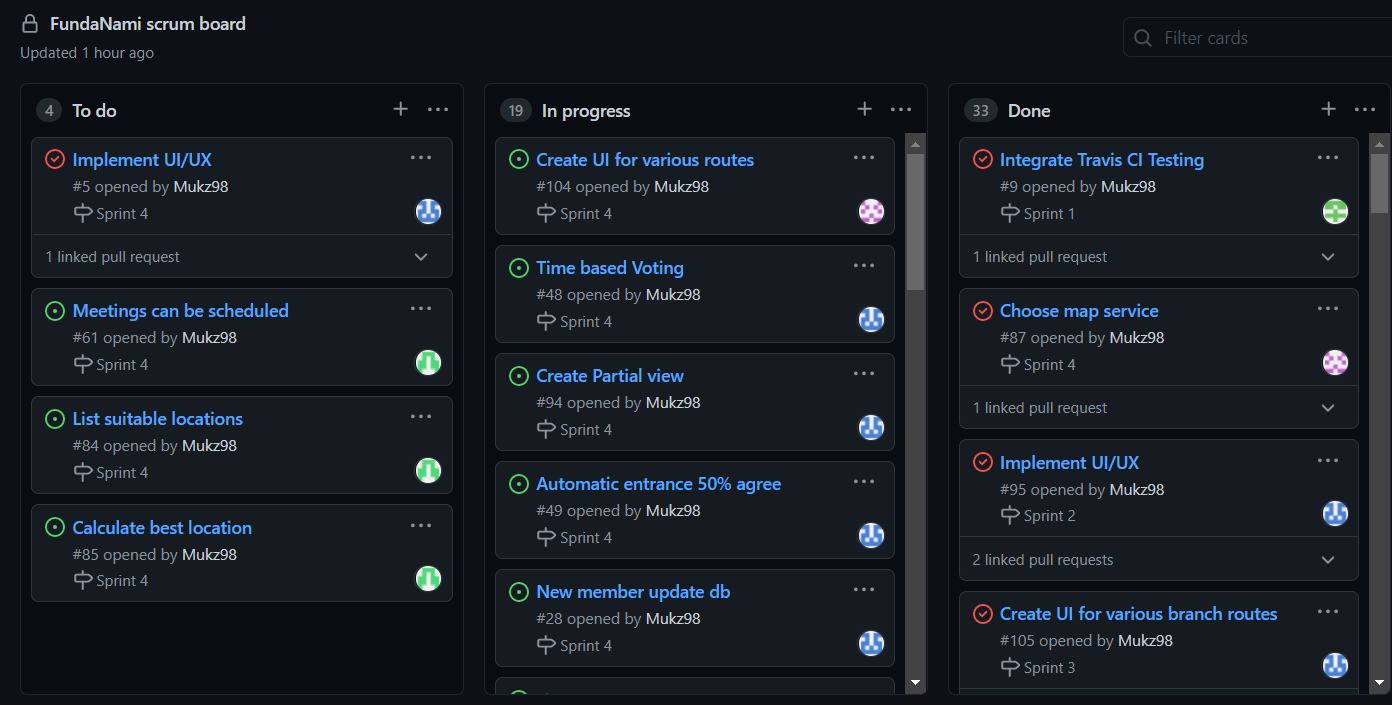 FundaNami scrum board
Updated 1 hour ago
Filter cards
4 To do
Implement UI/UX
#5 opened by Mukz98
Sprint 4
1 linked pull request
Meetings can be scheduled
#61 opened by Mukz98
Sprint 4
List suitable locations
#84 opened by Mukz98
Sprint 4
Calculate best location
#85 opened by Mukz98
Sprint 4
19 In progress
Create UI for various routes
#104 opened by Mukz98
Sprint 4
Time based Voting
#48 opened by Mukz98
Sprint 4
Create Partial view
#94 opened by Mukz98
Sprint 4
Automatic entrance 50% agree
#49 opened by Mukz98
Sprint 4
New member update db
#28 opened by Mukz98
Sprint 4
33 Done
Integrate Travis CI Testing
#9 opened by Mukz98
Sprint 1
1 linked pull request
Choose map service
#87 opened by Mukz98
Sprint 4
1 linked pull request
Implement UI/UX
#95 opened by Mukz98
Sprint 2
2 linked pull requests
Create UI for various branch routes
#105 opened by Mukz98
Sprint 3